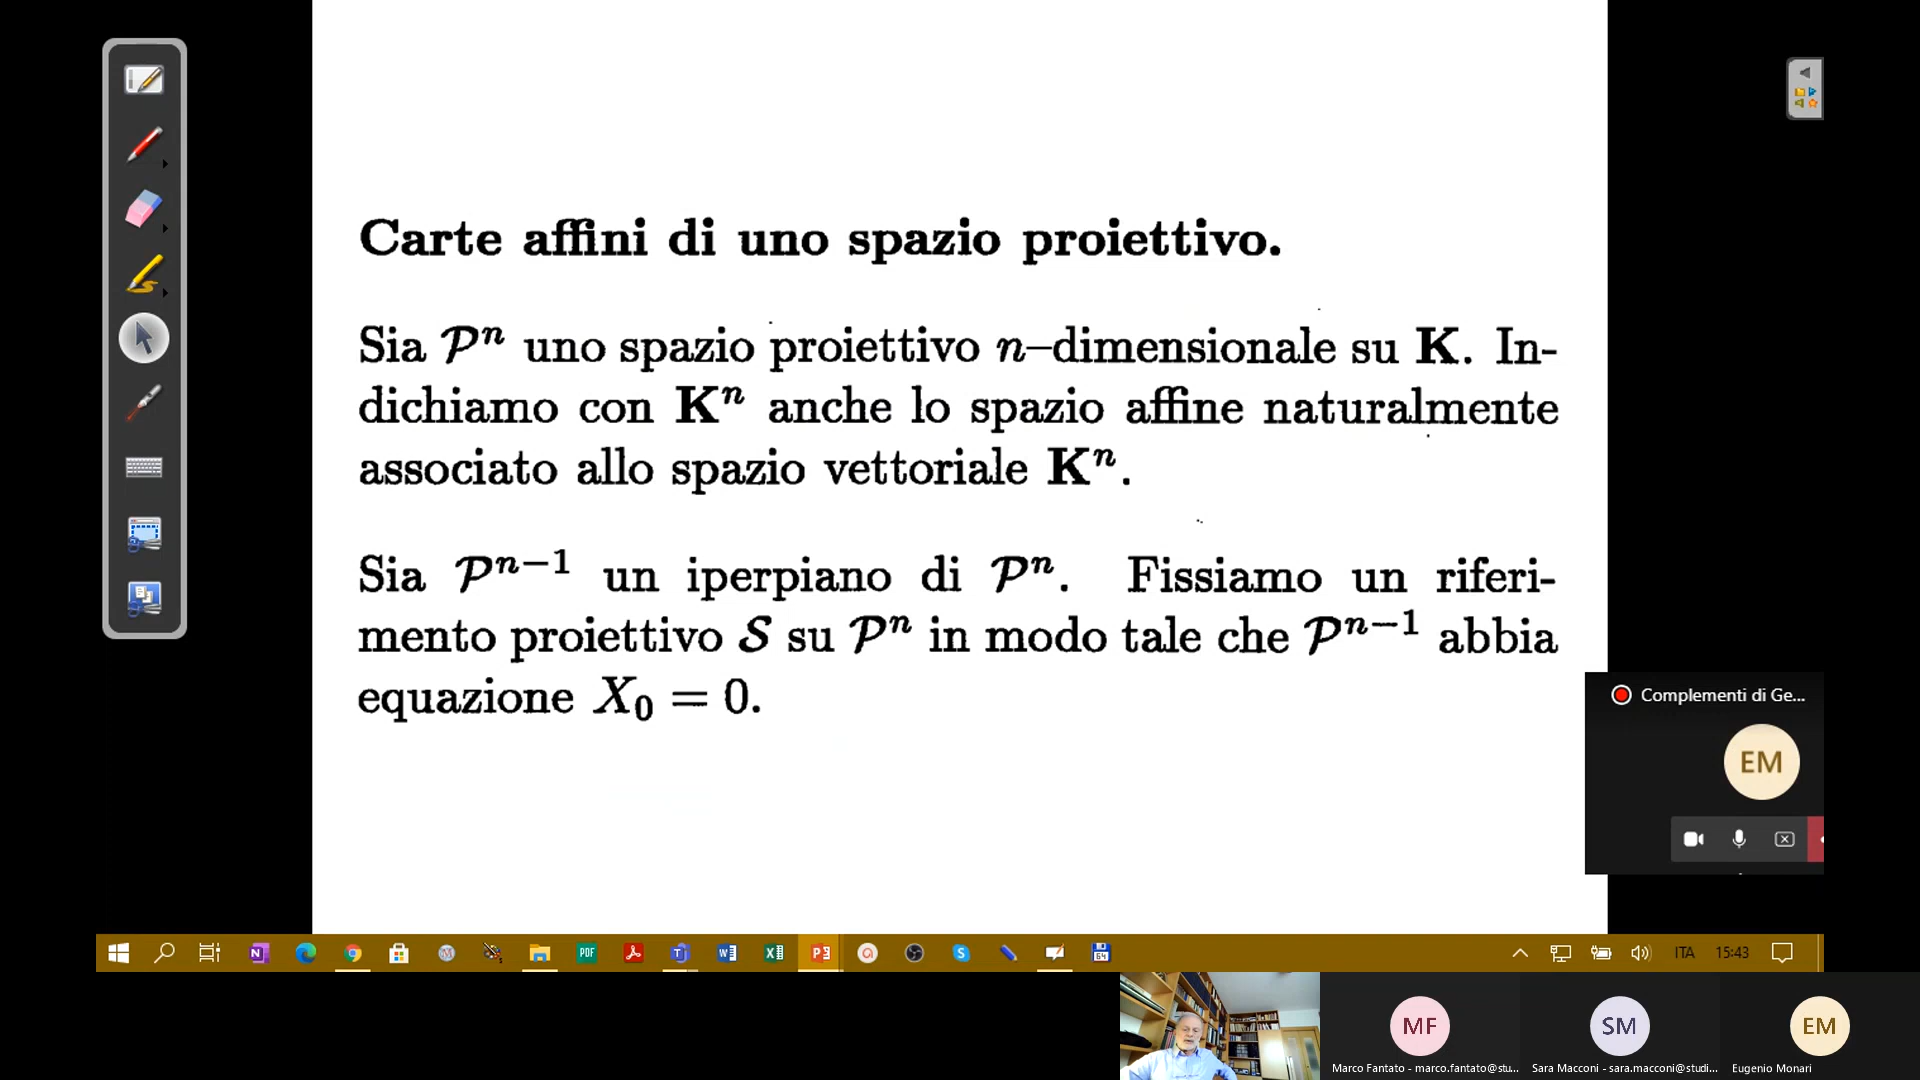 Carte affini di uno spazio proiettivo.
Sia 𝒫ⁿ uno spazio proiettivo n–dimensionale su K. In-
dichiamo con Kⁿ anche lo spazio affine naturalmente
associato allo spazio vettoriale Kⁿ.
Sia 𝒫ⁿ⁻¹ un iperpiano di 𝒫ⁿ. Fissiamo un riferi-
mento proiettivo 𝒮 su 𝒫ⁿ in modo tale che 𝒫ⁿ⁻¹ abbia
equazione X₀ = 0.
Complementi di Ge...
EM
ITA 15:43
MF
SM
EM
Marco Fantato - marco.fantato@stu...
Sara Macconi - sara.macconi@studi...
Eugenio Monari